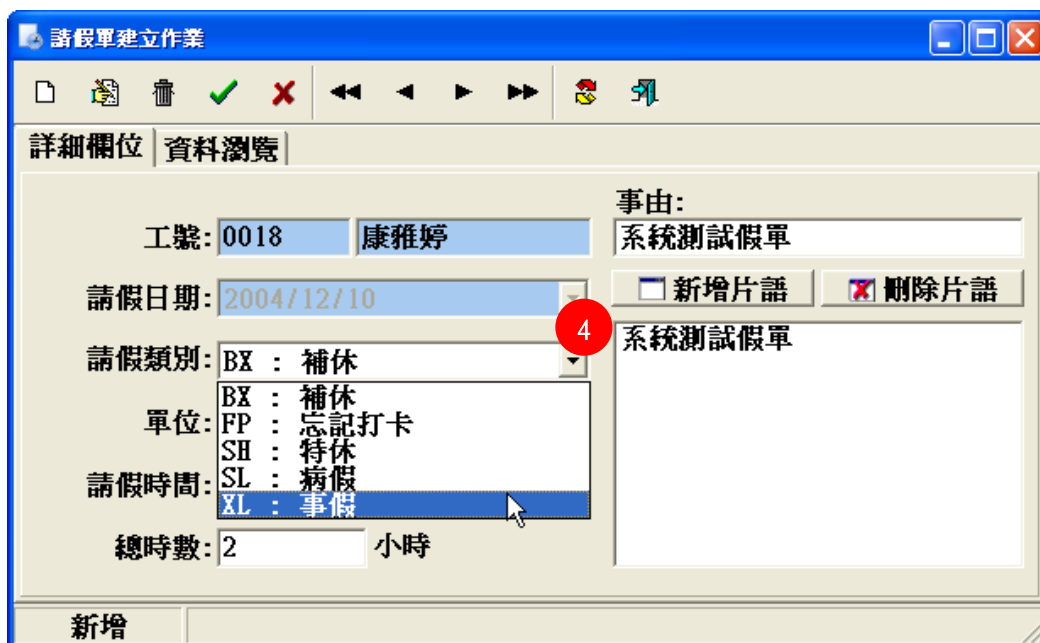 請假單建立作業
詳細欄位 資料瀏覽
事由:
工號: 0018 康雅婷 系統測試假單
請假日期: 2004/12/10 新增片語 刪除片語
4
請假類別: BX : 補休 系統測試假單
BX : 補休
單位: FP : 忘記打卡
SH : 特休
請假時間: SL : 病假
XL : 事假
總時數: 2 小時
新增